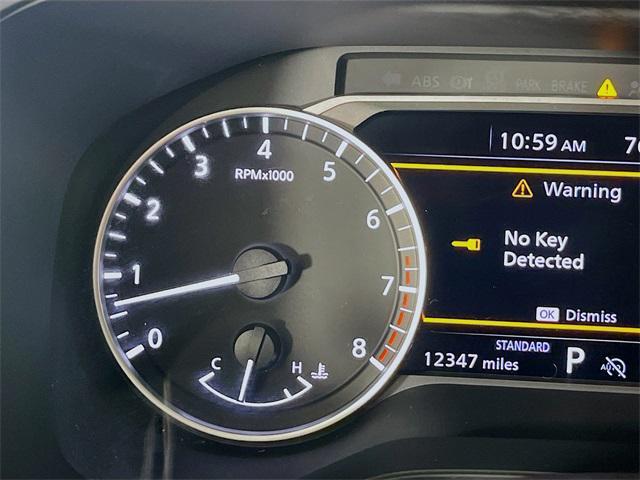 ABS
PARK
BRAKE
10:59 AM
Warning
No Key
Detected
OK Dismiss
STANDARD
12347 miles
P
AUTO
RPMx1000
0
1
2
3
4
5
6
7
8
C
H